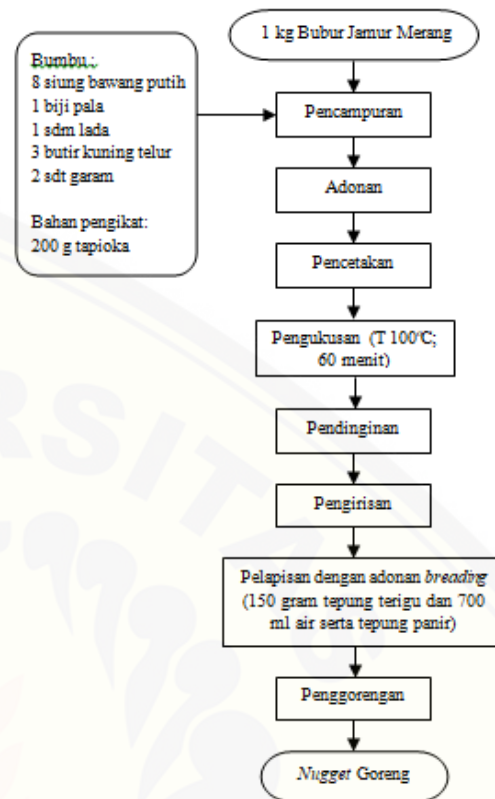 1 kg Bubur Jamur Merang
Bumbu :
8 siung bawang putih
1 biji pala
1 sdm lada
3 butir kuning telur
2 sdt garam
Bahan pengikat:
200 g tapioka
Pencampuran
Adonan
Pencetakan
Pengukusan (T 100°C;
60 menit)
Pendinginan
Pengirisan
Pelapisan dengan adonan breading
(150 gram tepung terigu dan 700
ml air serta tepung panir)
Penggorengan
Nugget Goreng